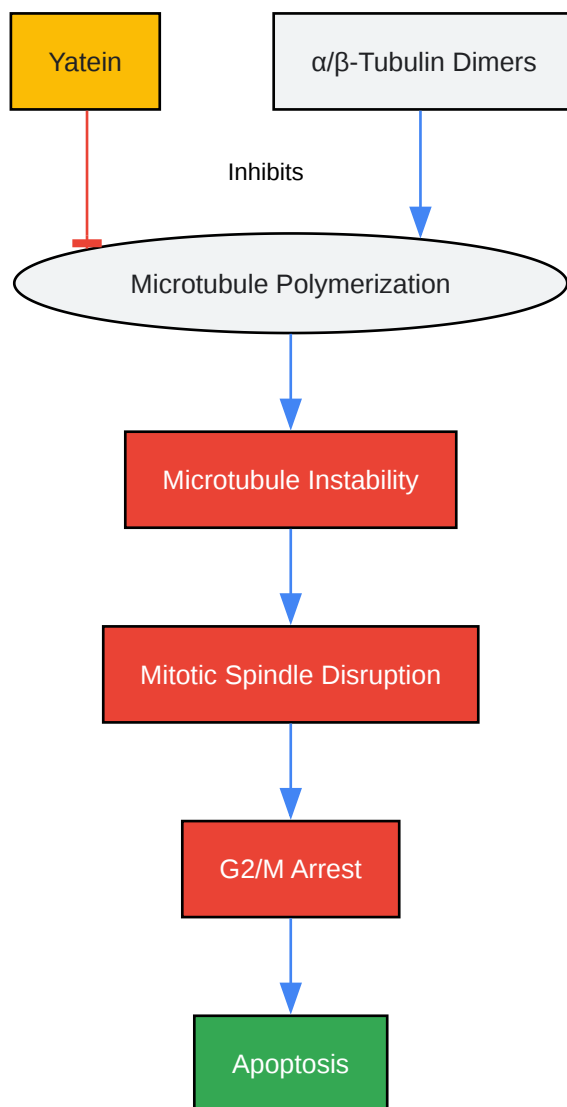 Yatein
α/β-Tubulin Dimers
Inhibits
Microtubule Polymerization
Microtubule Instability
Mitotic Spindle Disruption
G2/M Arrest
Apoptosis